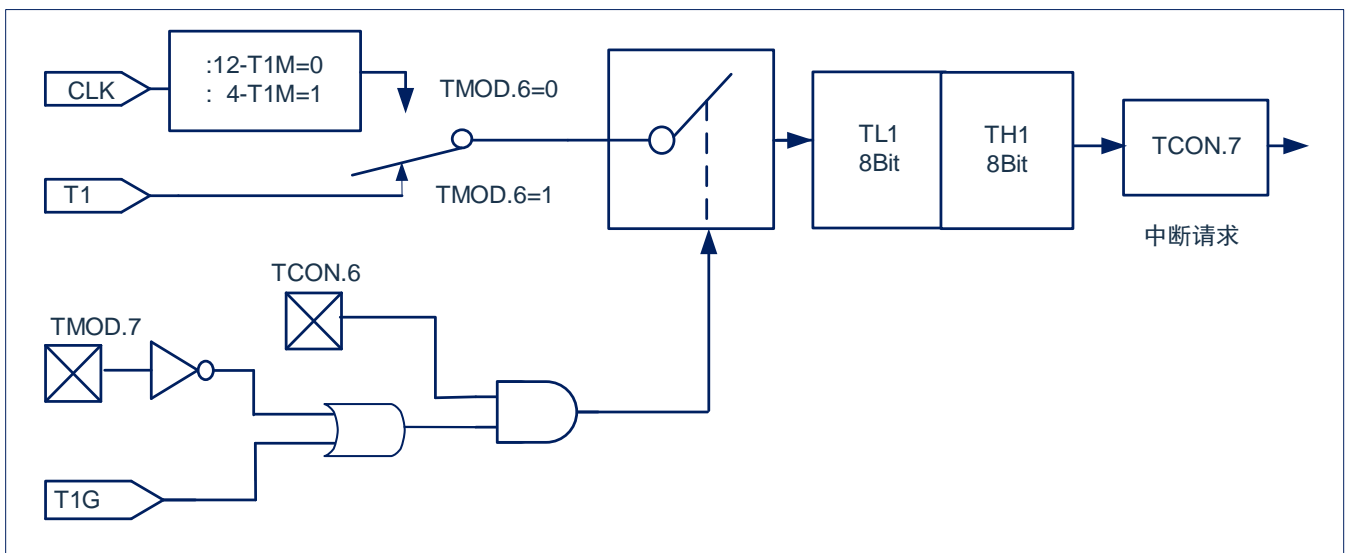 CLK
:12-T1M=0
: 4-T1M=1
TMOD.6=0
T1
TMOD.6=1
TL1
8Bit
TH1
8Bit
TCON.7
中断请求
TCON.6
TMOD.7
T1G